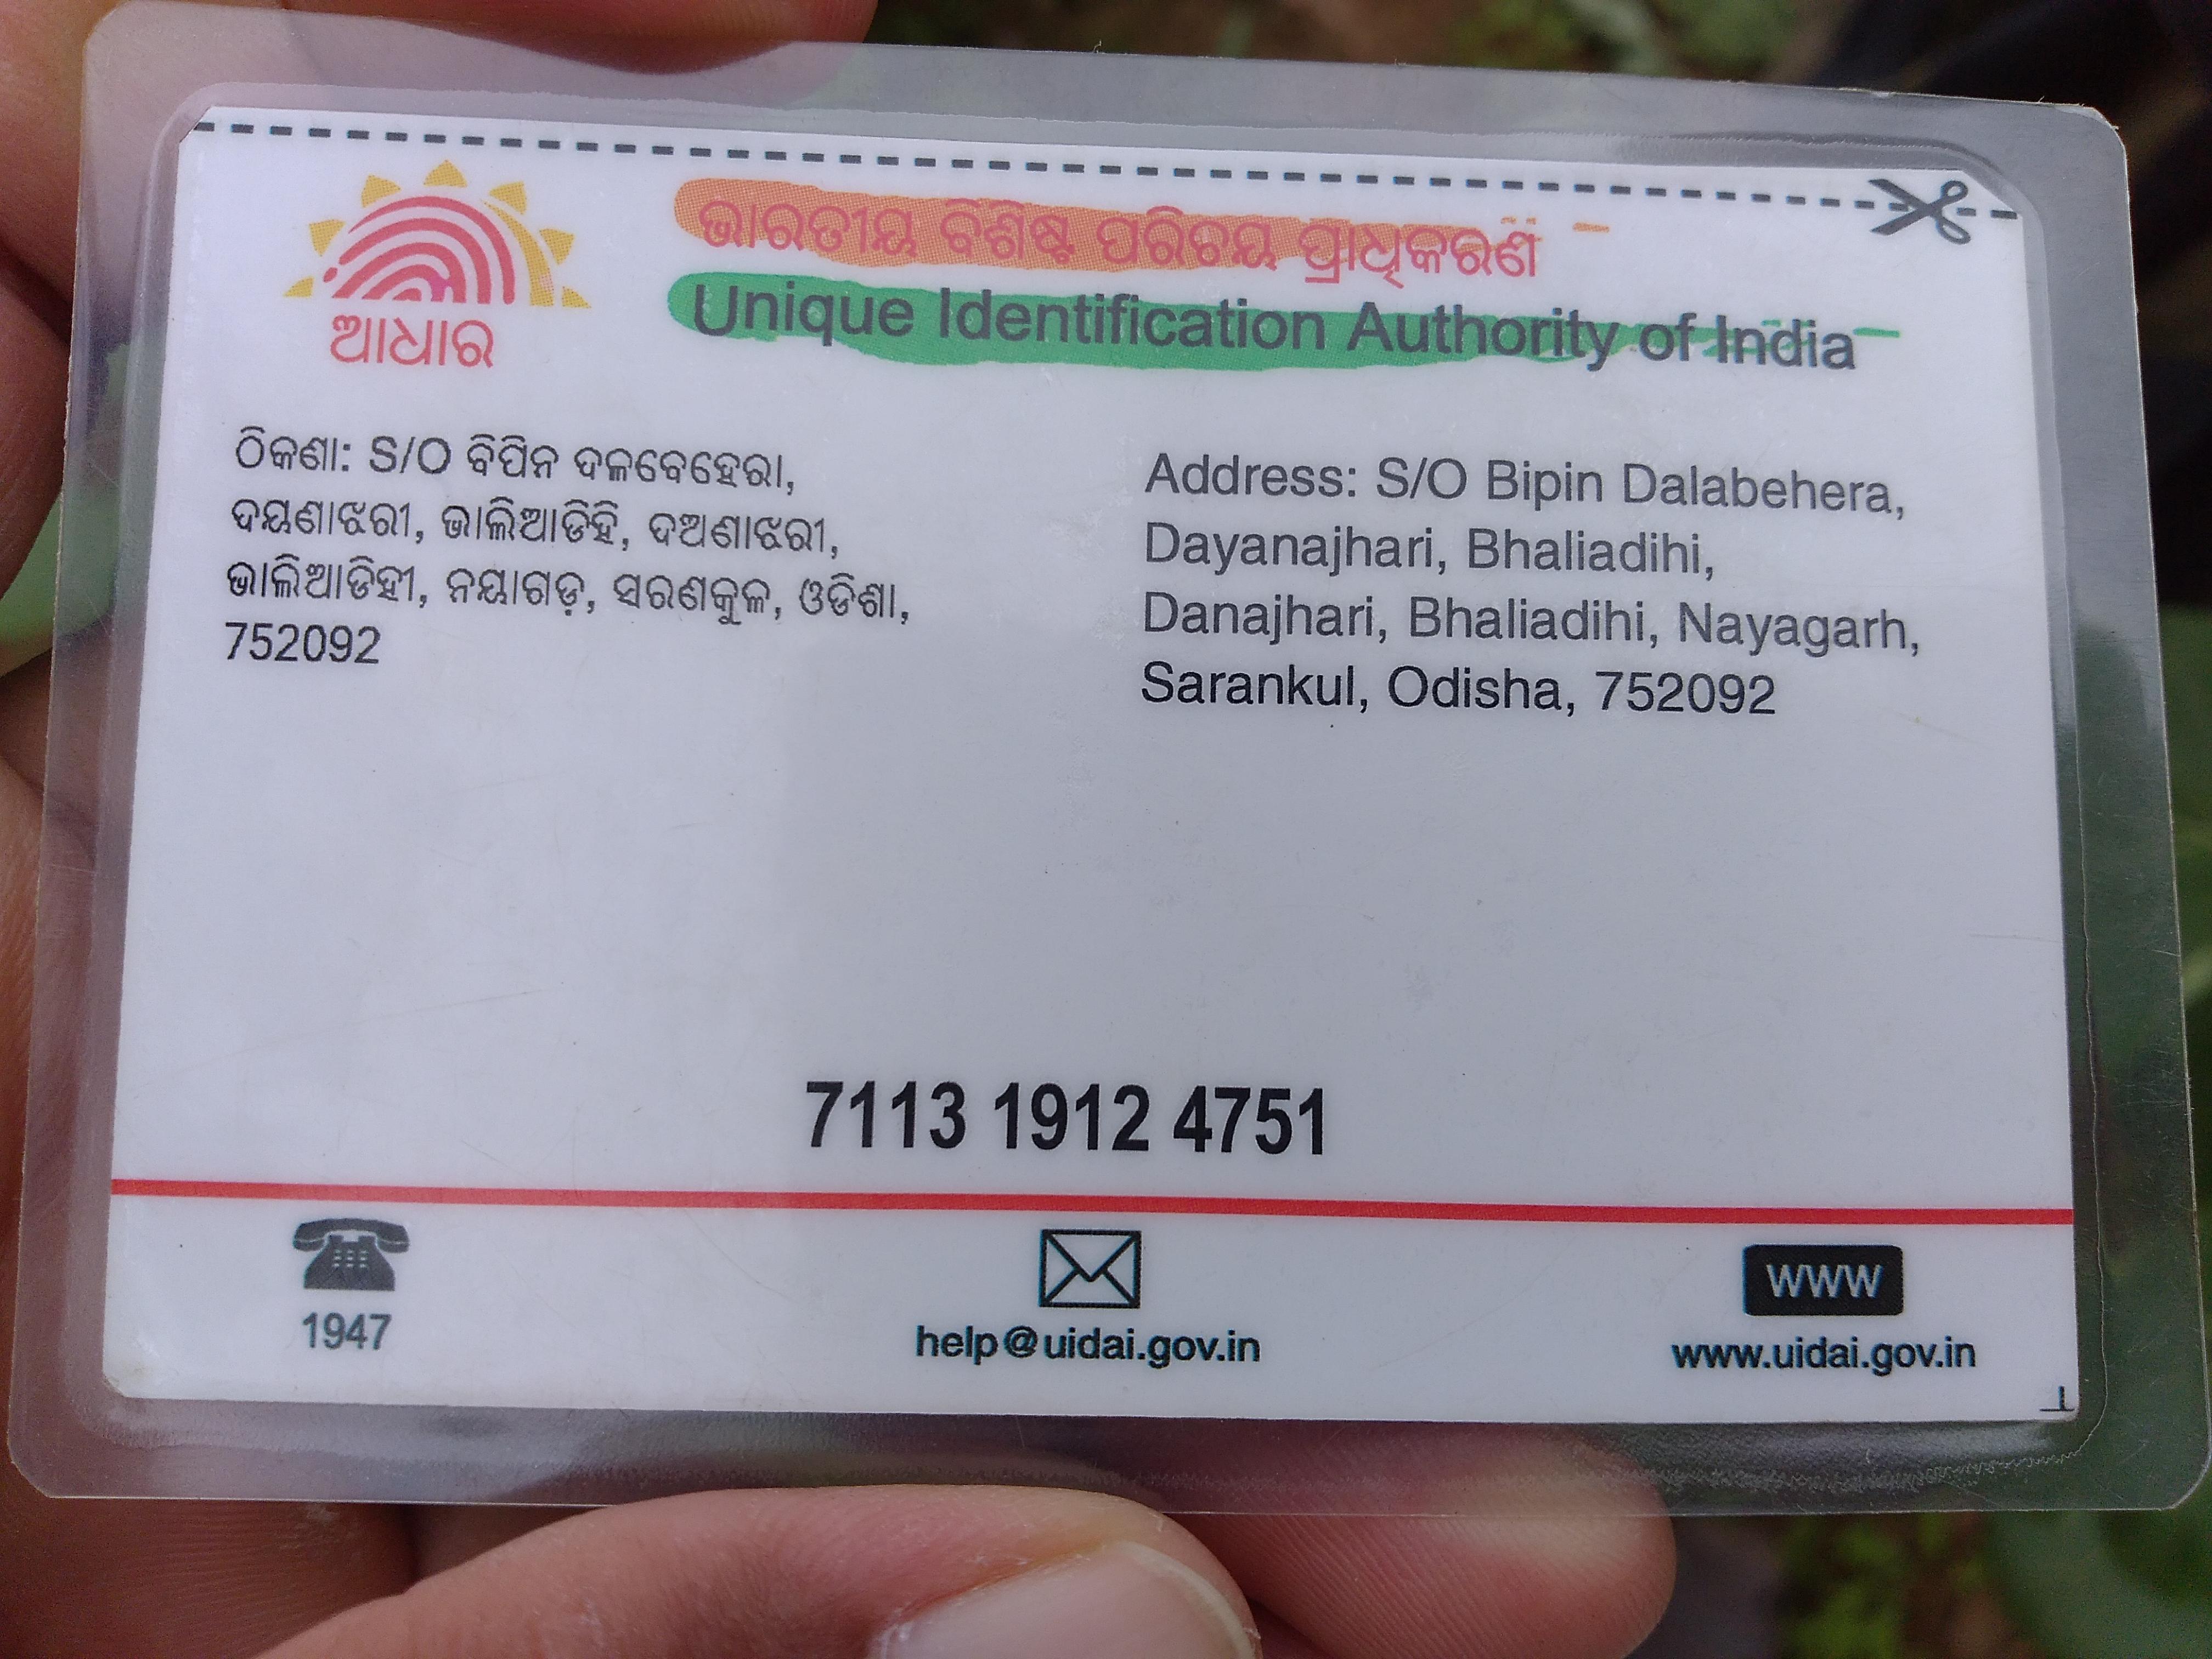 ଆଧାର
ଭାରତୀୟ ବିଶିଷ୍ଟ ପରିଚୟ ପ୍ରାଧିକରଣ
Unique Identification Authority of India
ଠିକଣା: S/O ବିପିନ ଦଳବେହେରା,
ଦୟଣାଝରୀ, ଭାଲିଆଡିହି, ଦଅଣାଝରୀ,
ଭାଲିଆଡିହୀ, ନୟାଗଡ଼, ସରଣକୁଳ, ଓଡିଶା,
752092
Address: S/O Bipin Dalabehera,
Dayanajhari, Bhaliadihi,
Danajhari, Bhaliadihi, Nayagarh,
Sarankul, Odisha, 752092
7113 1912 4751
1947
help@uidai.gov.in
www
www.uidai.gov.in